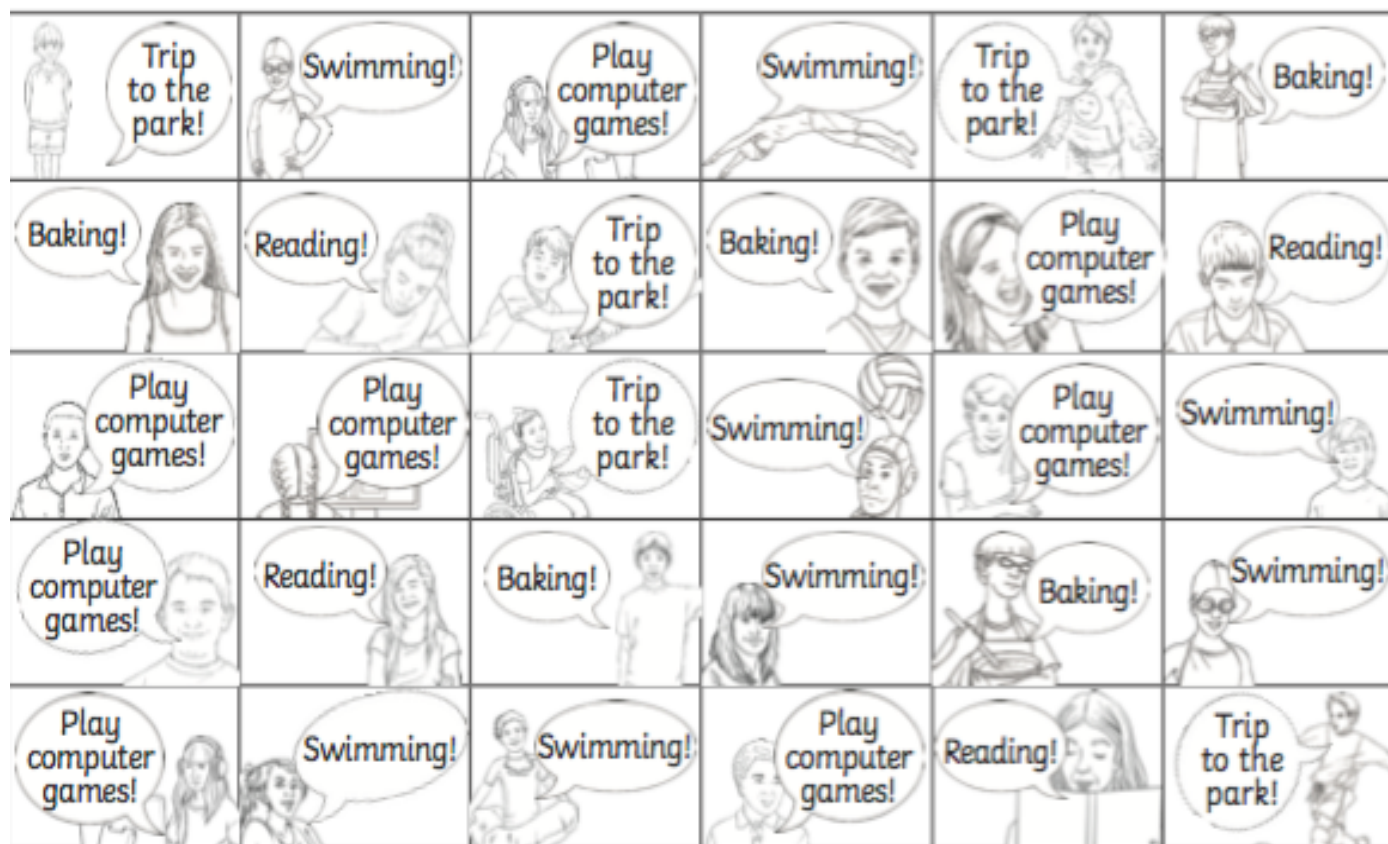 Trip
to the
park!
Swimming!
Play
computer
games!
Swimming!
Trip
to the
park!
Baking!
Baking!
Reading!
Trip
to the
park!
Baking!
Play
computer
games!
Reading!
Play
computer
games!
Play
computer
games!
Trip
to the
park!
Swimming!
Play
computer
games!
Swimming!
Play
computer
games!
Reading!
Baking!
Swimming!
Baking!
Swimming!
Play
computer
games!
Swimming!
Swimming!
Play
computer
games!
Reading!
Trip
to the
park!